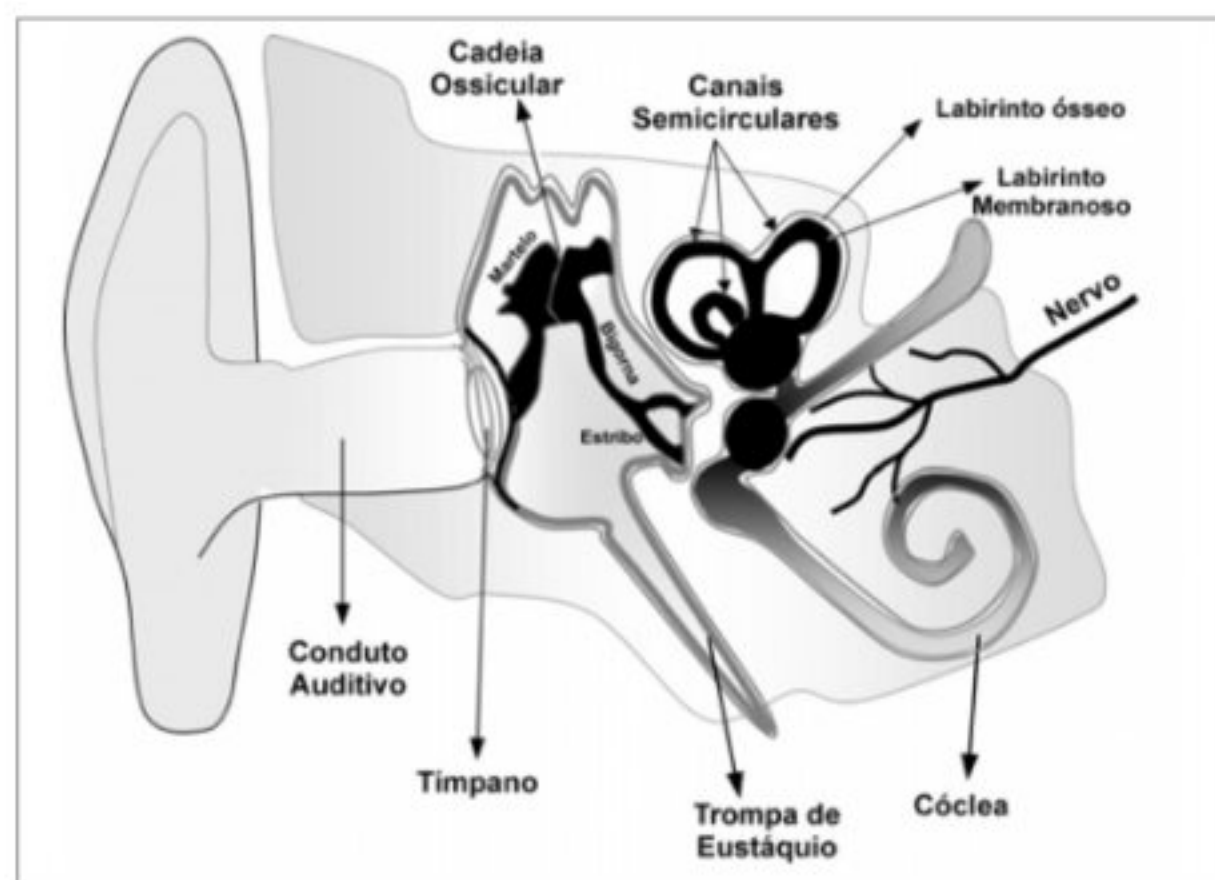 Cadeia
Ossicular
Canais
Semicirculares
Labirinto ósseo
Labirinto
Membranoso
Martelo
Bigorna
Estribo
Nervo
Conduto
Auditivo
Tímpano
Trompa de
Eustáquio
Cóclea